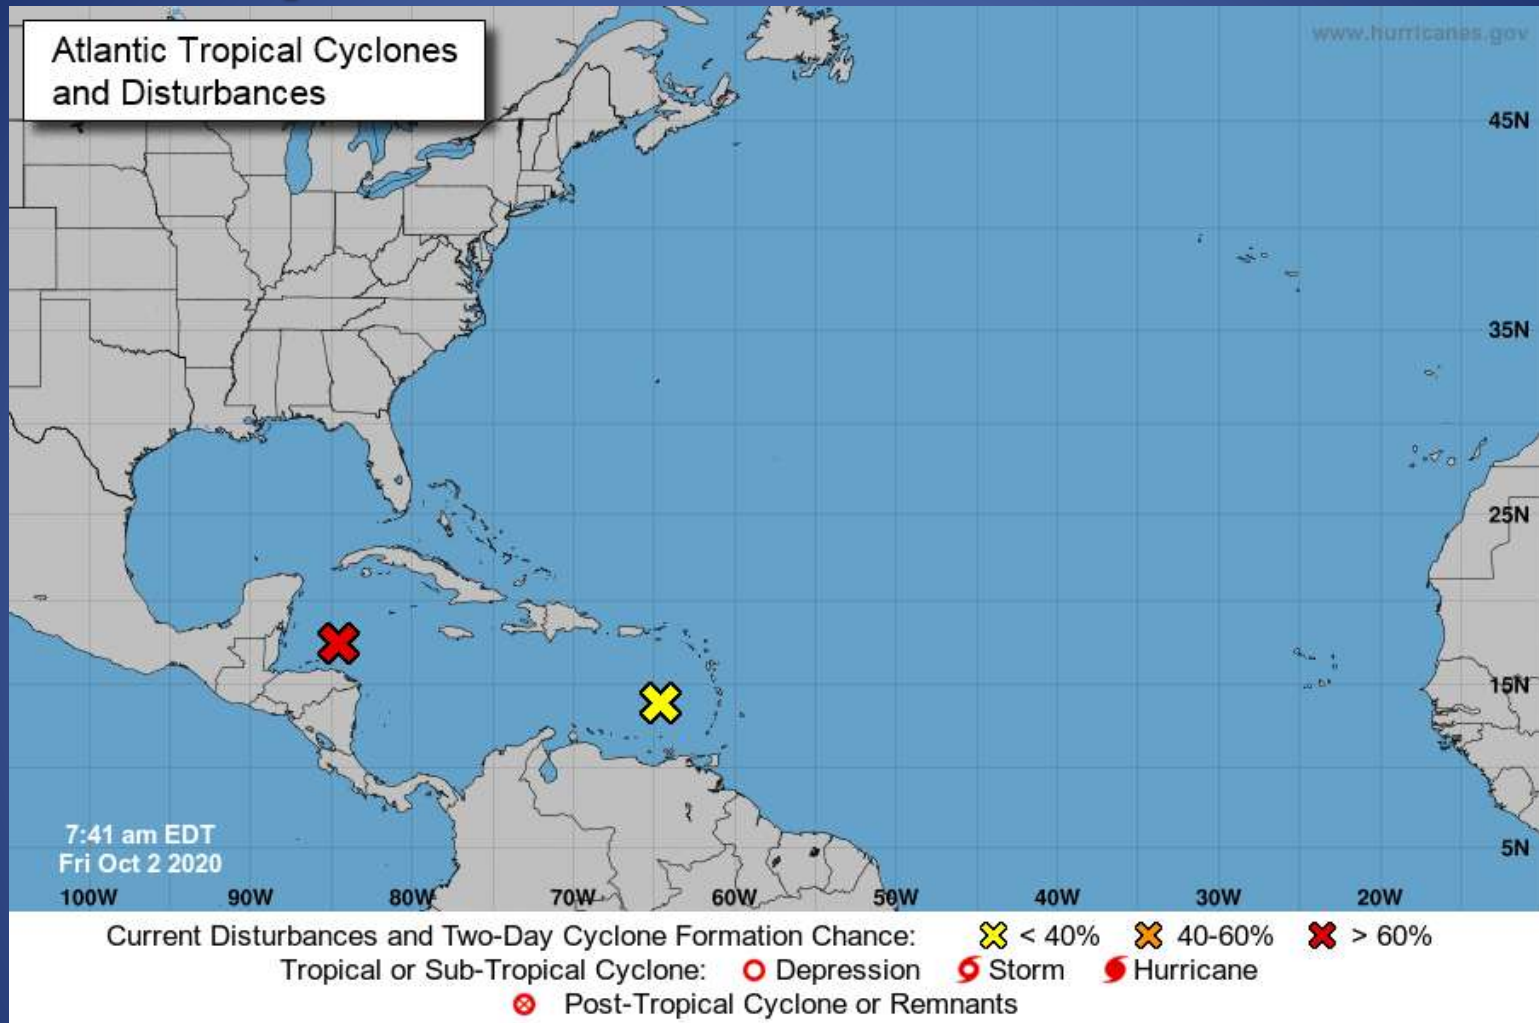 Atlantic Tropical Cyclones
and Disturbances
www.hurricanes.gov
45N
35N
25N
15N
5N
7:41 am EDT
Fri Oct 2 2020
100W 90W 80W 70W 60W 50W 40W 30W 20W
Current Disturbances and Two-Day Cyclone Formation Chance: < 40% 40-60% > 60%
Tropical or Sub-Tropical Cyclone: Depression Storm Hurricane
Post-Tropical Cyclone or Remnants